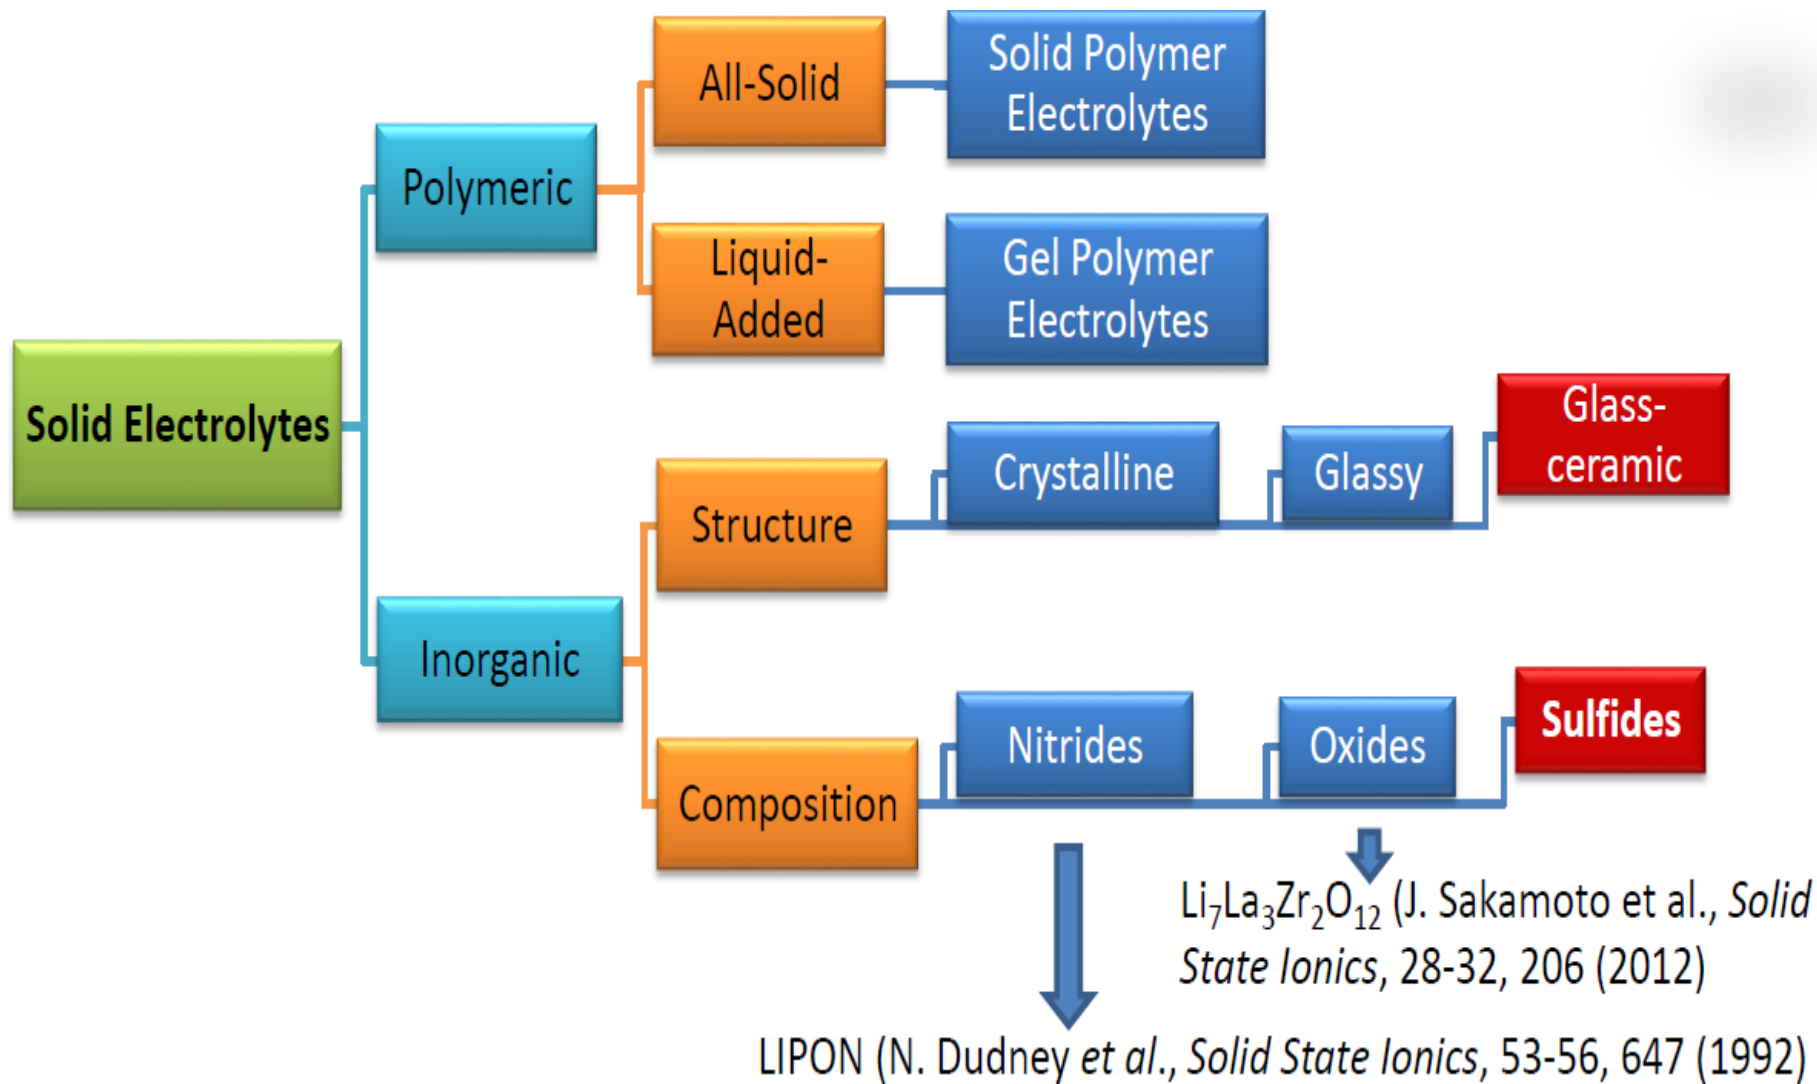 All-Solid
Solid Polymer
Electrolytes
Polymeric
Liquid-
Added
Gel Polymer
Electrolytes
Solid Electrolytes
Structure
Crystalline
Glassy
Glass-
ceramic
Inorganic
Composition
Nitrides
Oxides
Sulfides
Li₇La₃Zr₂O₁₂ (J. Sakamoto et al., Solid
State Ionics, 28-32, 206 (2012)
LIPON (N. Dudney et al., Solid State Ionics, 53-56, 647 (1992)